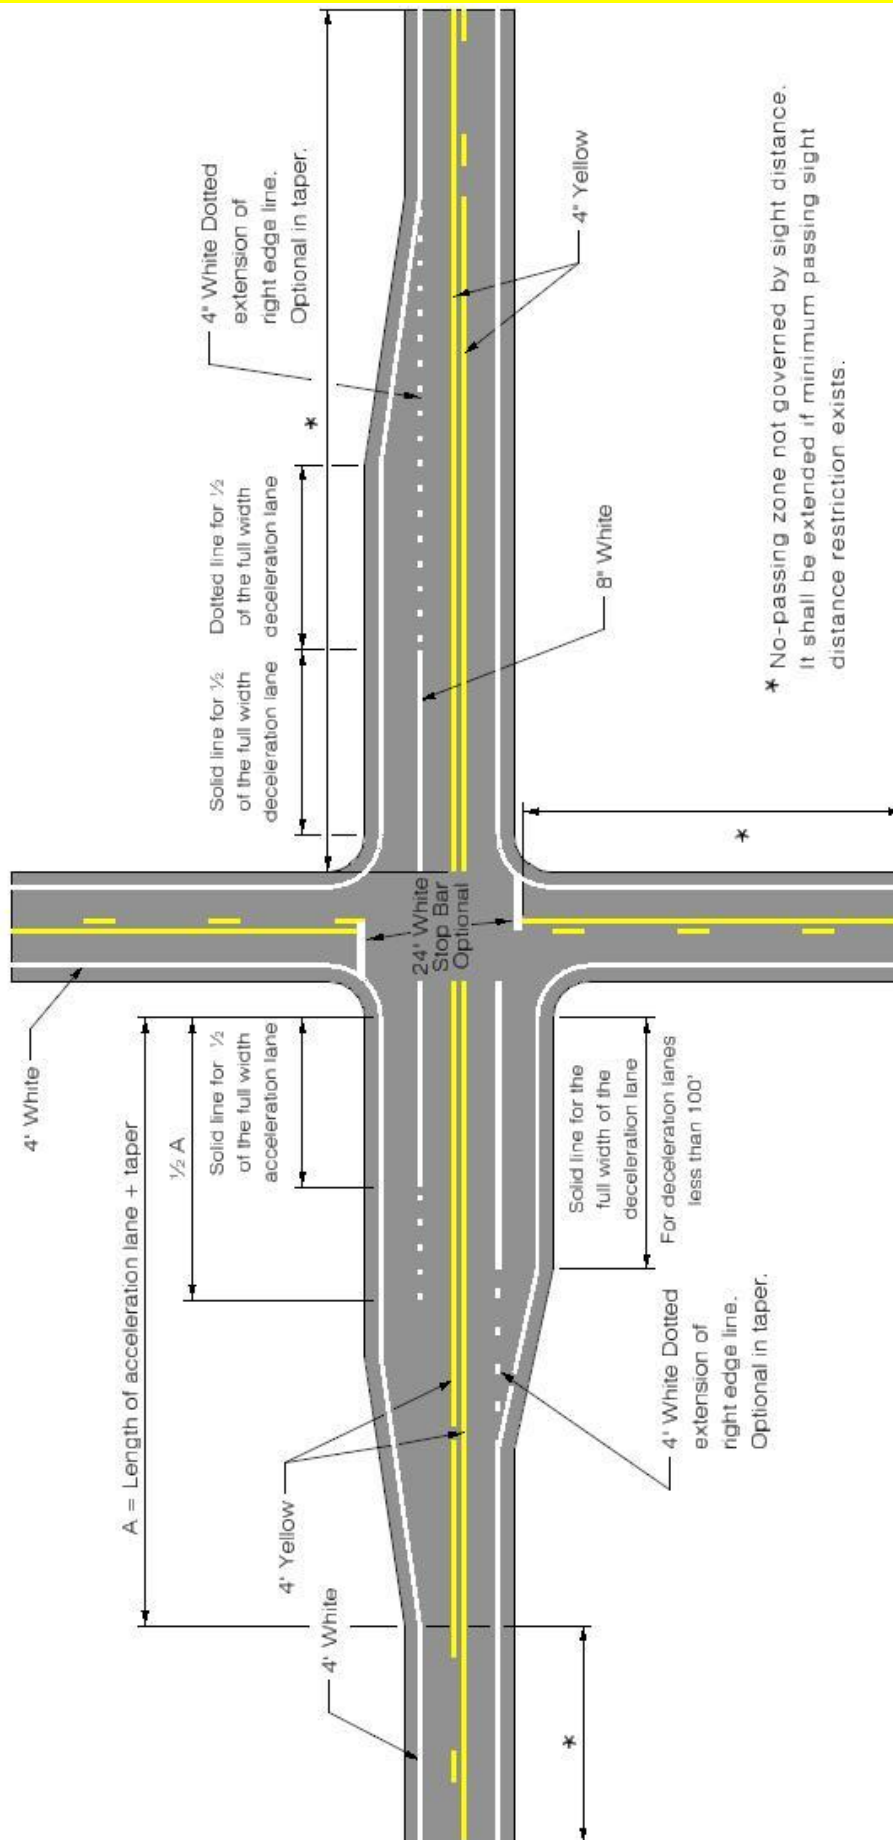 4' White
A = Length of acceleration lane + taper
½ A
Solid line for ½
of the full width
acceleration lane
Solid line for ½
of the full width
deceleration lane
Dotted line for ½
of the full width
deceleration lane
4" White Dotted
extension of
right edge line.
Optional in taper.
*
4' Yellow
4' White
24' White
Stop Bar
Optional
*
Solid line for the
full width of the
deceleration lane
For deceleration lanes
less than 100'
4' White Dotted
extension of
right edge line.
Optional in taper.
8" White
4" Yellow
*
* No-passing zone not governed by sight distance.
It shall be extended if minimum passing sight
distance restriction exists.